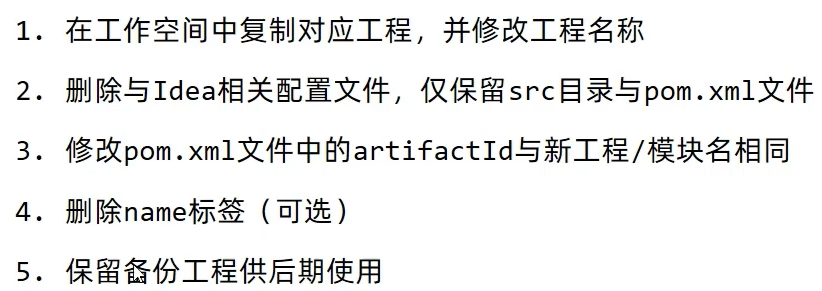 1. 在工作空间中复制对应工程，并修改工程名称
2. 删除与Idea相关配置文件，仅保留src目录与pom.xml文件
3. 修改pom.xml文件中的artifactId与新工程/模块名相同
4. 删除name标签（可选）
5. 保留备份工程供后期使用